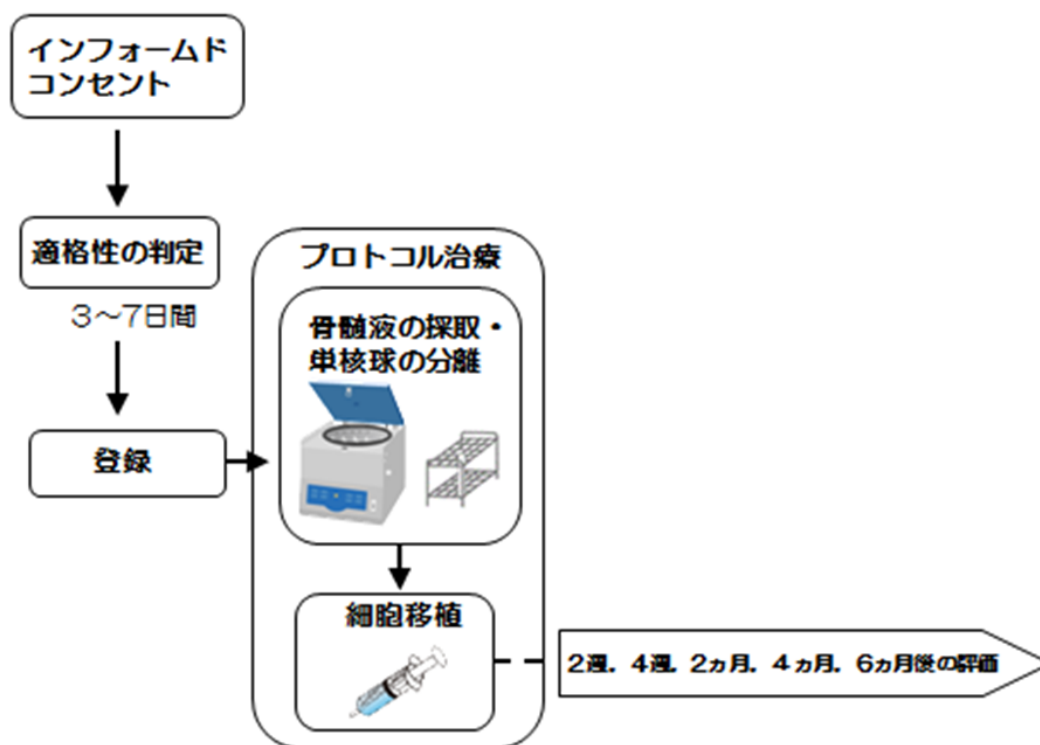 インフォームド
コンセント
適格性の判定
3〜7日間
登録
プロトコル治療
骨髄液の採取・
単核球の分離
細胞移植
2週, 4週, 2ヵ月, 4ヵ月, 6ヵ月後の評価